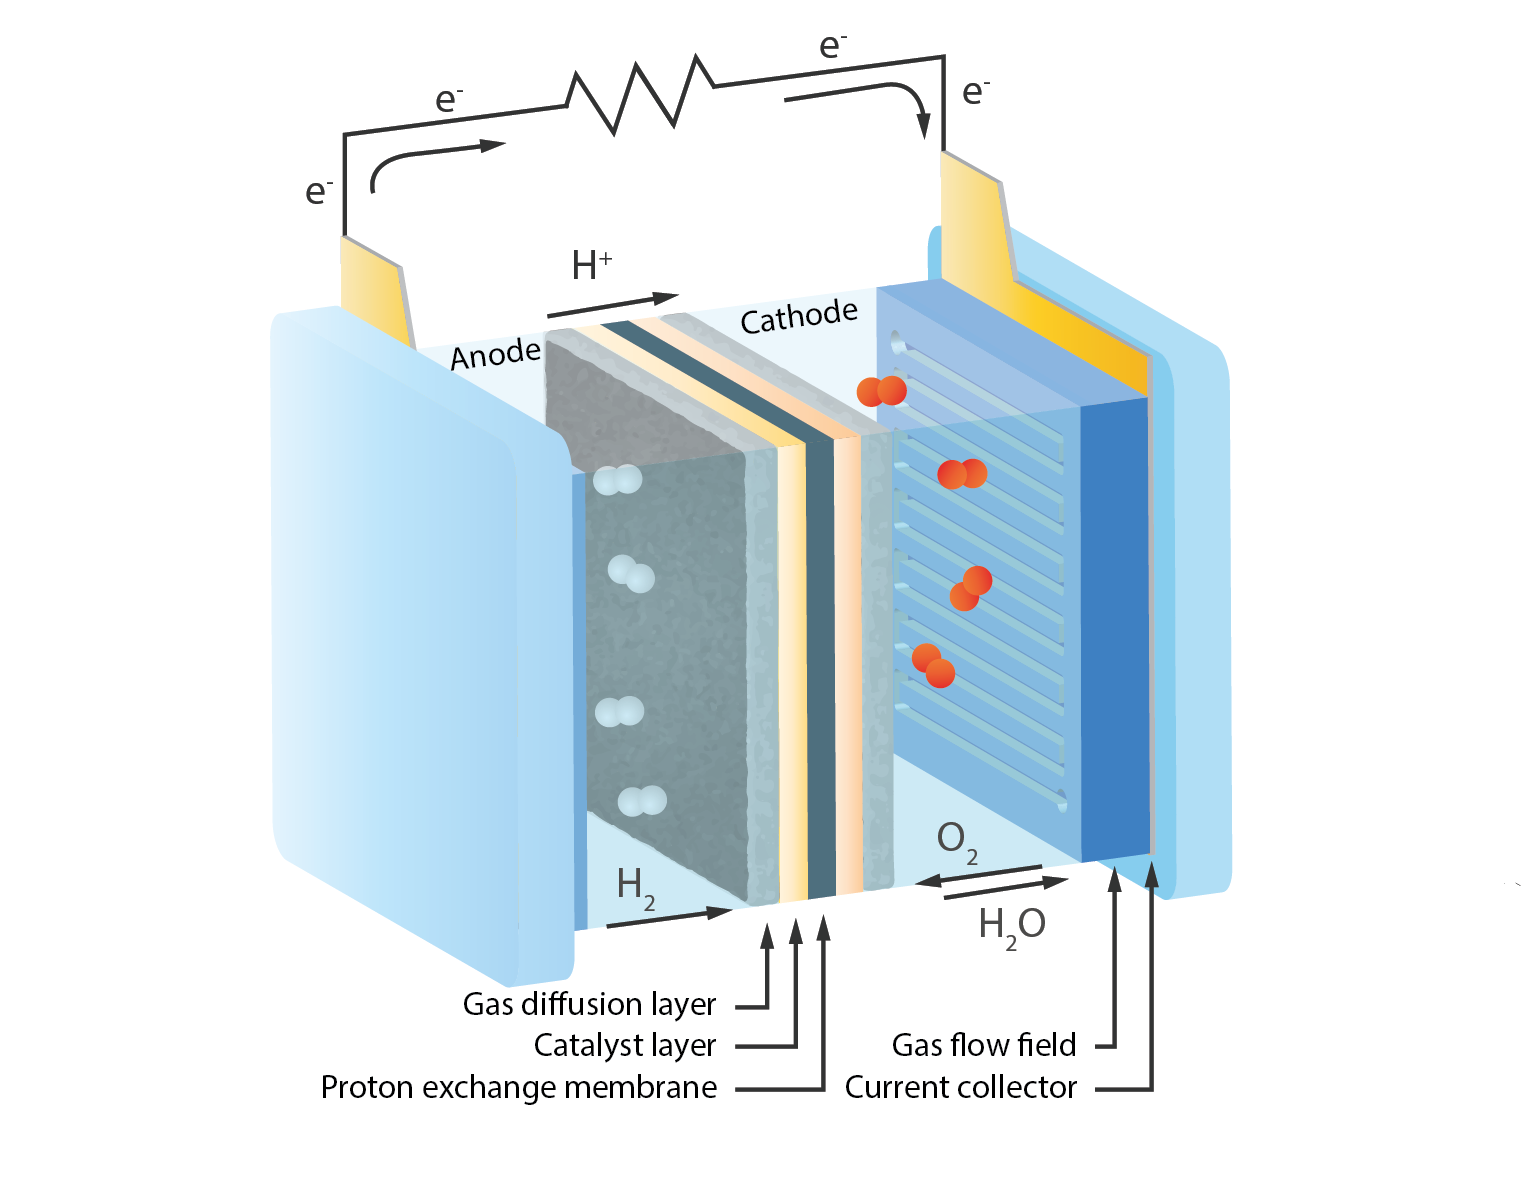 e⁻
e⁻
e⁻
e⁻
H⁺
Anode
Cathode
H₂
O₂
H₂O
Gas diffusion layer
Catalyst layer
Proton exchange membrane
Gas flow field
Current collector